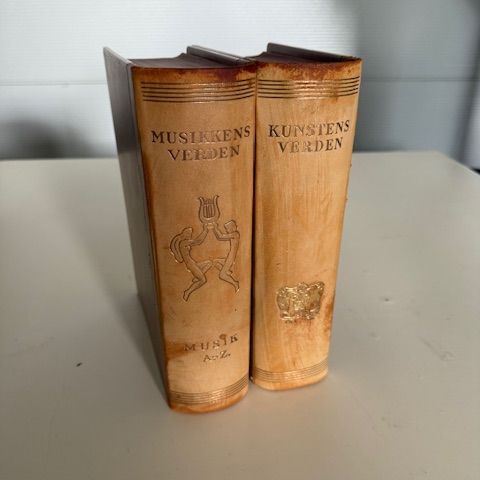 MUSIKKENS
VERDEN
MUSIK
A-Z.
KUNSTENS
VERDEN